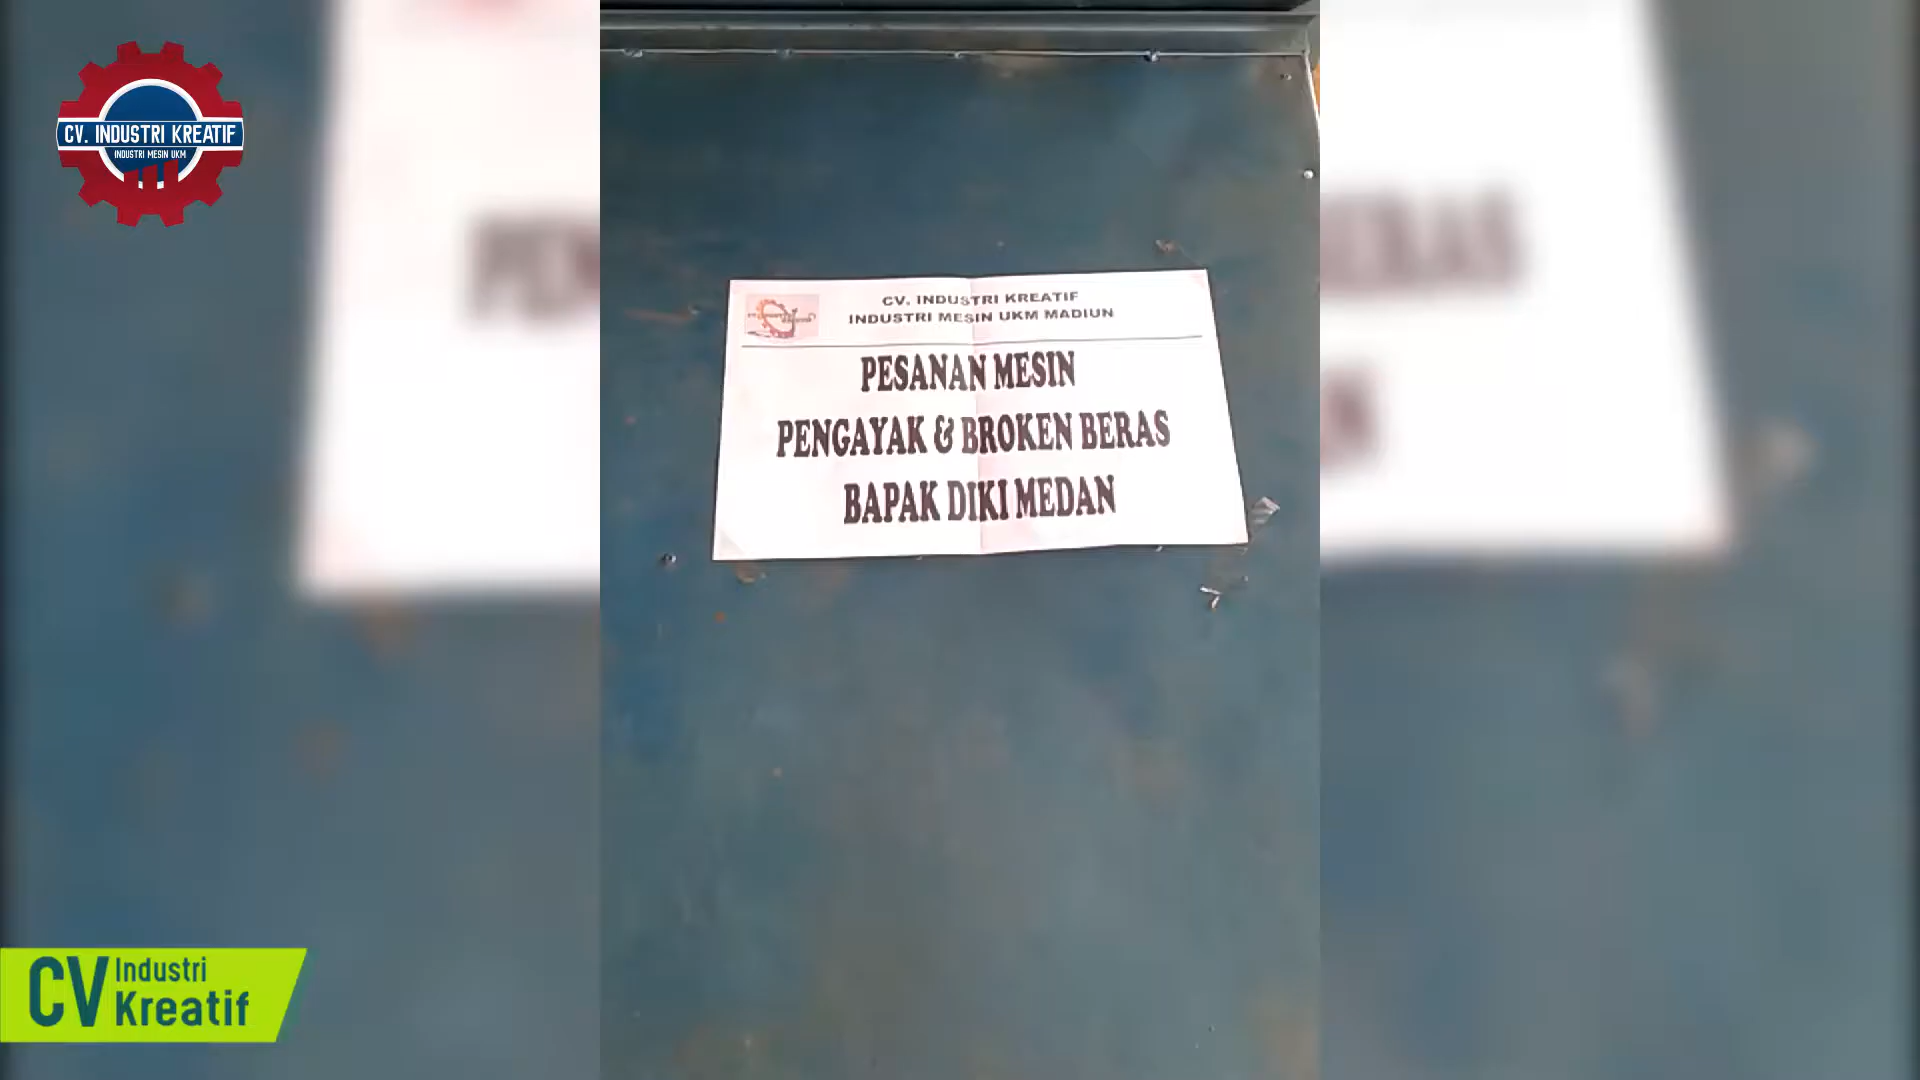 CV. INDUSTRI KREATIF
INDUSTRI MESIN UKM
CV. INDUSTRI KREATIF
INDUSTRI MESIN UKM MADIUN
PESANAN MESIN
PENGAYAK & BROKEN BERAS
BAPAK DIKI MEDAN
CV Industri
Kreatif